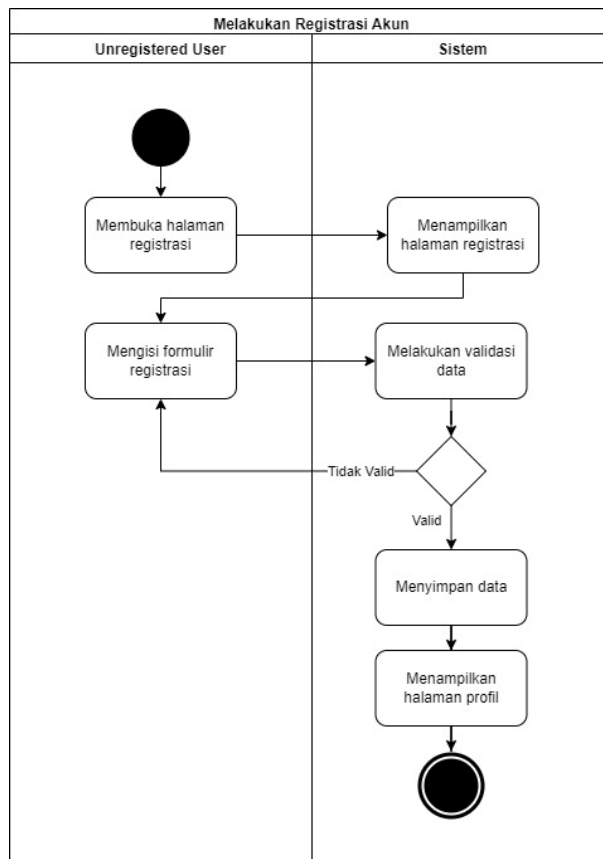 Melakukan Registrasi Akun
Unregistered User
Sistem
Membuka halaman
registrasi
Menampilkan
halaman registrasi
Mengisi formulir
registrasi
Melakukan validasi
data
Tidak Valid
Valid
Menyimpan data
Menampilkan
halaman profil